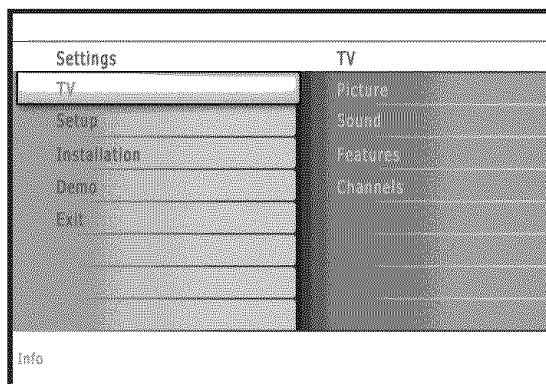 Settings TV
TV Picture
Setup Sound
Installation Features
Demo Channels
Exit
Info